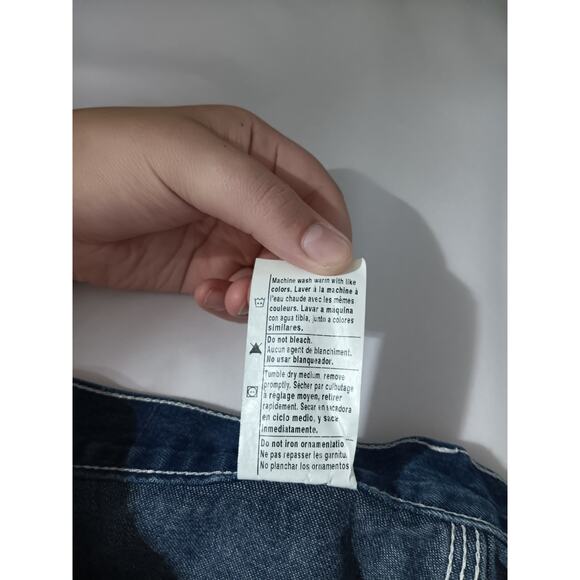 Machine wash warm with like
colors. Laver à la machine à
l'eau chaude avec les mêmes
couleurs. Lavar a maquina
con agua tibia, junto a colores
similares.
Do not bleach.
Aucun agent de blanchiment.
No usar blanqueador.
Tumble dry medium, remove
promptly. Sécher par culbutage
à réglage moyen, retirer
rapidement. Secar en secadora
en ciclo medio, y sacar
inmediatamente.
Do not iron ornamentatio
Ne pas repasser les garnitu
No planchar los ornamentos